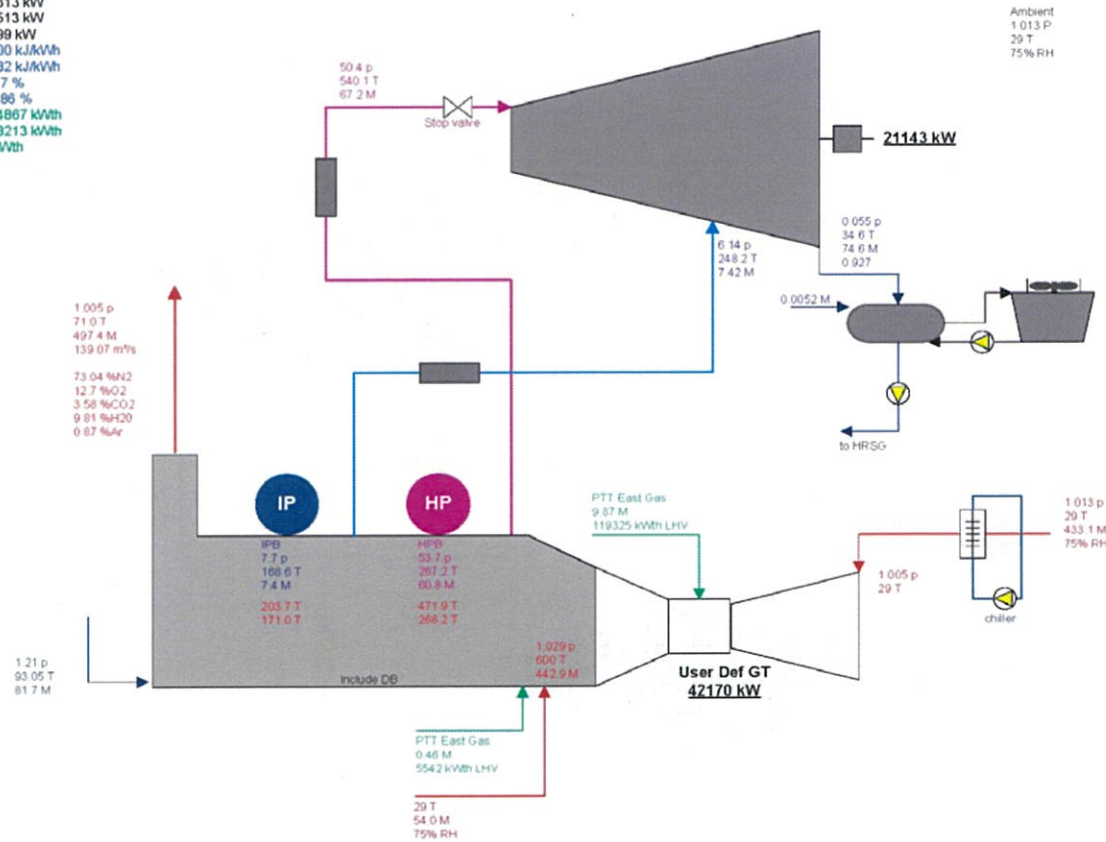 513 kW
99 kW
00 kJ/kWh
32 kJ/kWh
7 %
86 %
4867 kWth
3213 kWth
Wth
Ambient
1.013 P
29 T
75% RH
50.4 p
540.1 T
67.2 M
Stop valve
21143 kW
0.055 p
34.6 T
74.6 M
0.927
6.14 p
248.2 T
7.42 M
0.0052 M
to HRSG
1.005 p
71.0 T
497.4 M
139.07 m³/s
73.04 %N2
12.7 %O2
3.58 %CO2
9.81 %H2O
0.87 %Ar
IP
HP
IPB
7.7 p
168.6 T
7.4 M
203.7 T
171.0 T
HPB
53.7 p
267.2 T
60.8 M
471.9 T
268.2 T
PTT East Gas
9.87 M
119325 kWth LHV
1.013 p
29 T
433.1 M
75% RH
1.005 p
29 T
chiller
1.029 p
600 T
442.9 M
User Def GT
42170 kW
1.21 p
93.05 T
81.7 M
Include DB
PTT East Gas
0.46 M
5542 kWth LHV
29 T
54.0 M
75% RH